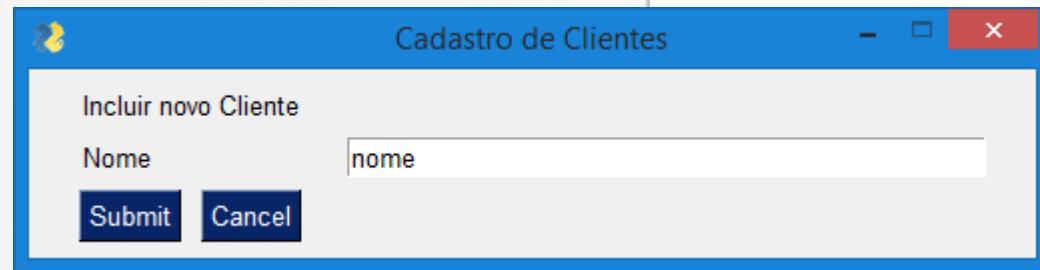 Cadastro de Clientes
Incluir novo Cliente
Nome nome
Submit Cancel